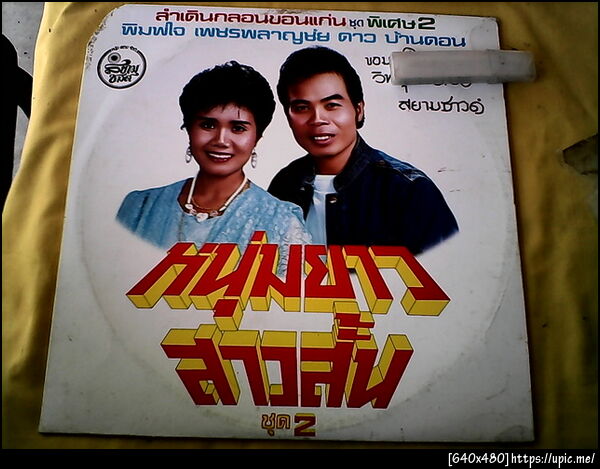 ลำเดินกลอนขอนแก่น ชุด พิเศษ 2
พิมพ์ใจ เพชรพลาญชัย ดาว บ้านดอน
สยามซาวด์
หนุ่มยาว
สาวสั้น
ชุด 2
[640x480]https://upic.me/